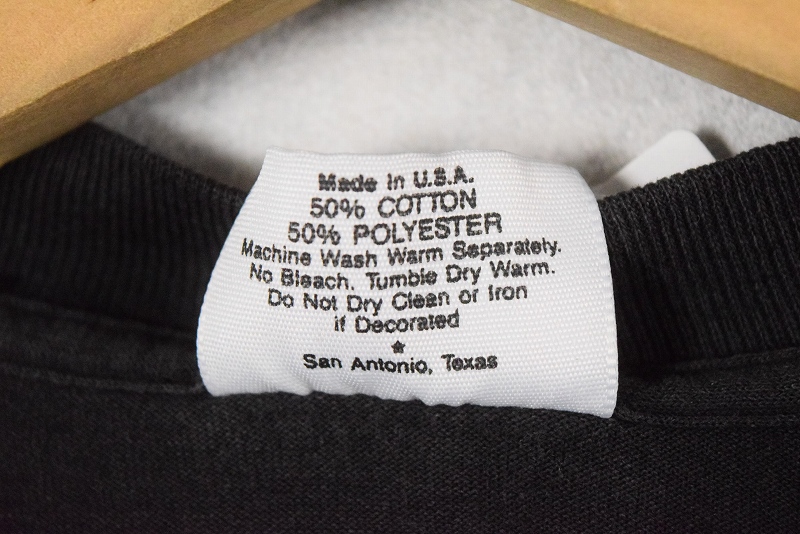 Made In U.S.A.
50% COTTON
50% POLYESTER
Machine Wash Warm Separately.
No Bleach. Tumble Dry Warm.
Do Not Dry Clean or Iron
if Decorated
★
San Antonio, Texas